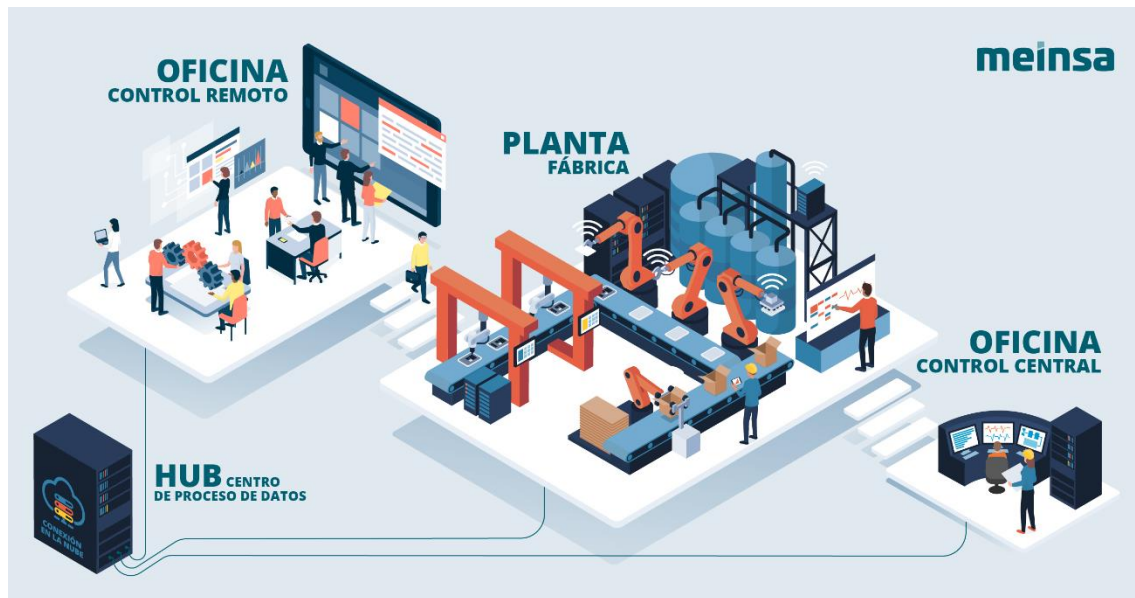 OFICINA
CONTROL REMOTO
meinsa
PLANTA
FÁBRICA
OFICINA
CONTROL CENTRAL
HUB CENTRO
DE PROCESO DE DATOS
CONEXIÓN
EN LA NUBE